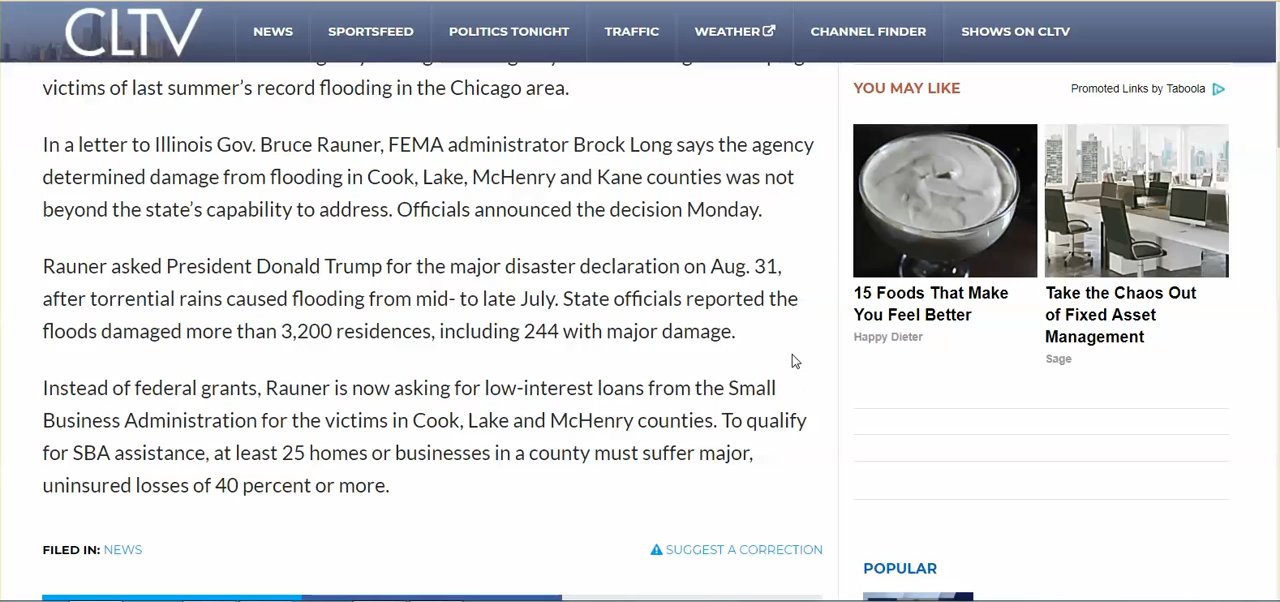 CLTV
NEWS SPORTSFEED POLITICS TONIGHT TRAFFIC WEATHER CHANNEL FINDER SHOWS ON CLTV
victims of last summer’s record flooding in the Chicago area.
In a letter to Illinois Gov. Bruce Rauner, FEMA administrator Brock Long says the agency
determined damage from flooding in Cook, Lake, McHenry and Kane counties was not
beyond the state’s capability to address. Officials announced the decision Monday.
Rauner asked President Donald Trump for the major disaster declaration on Aug. 31,
after torrential rains caused flooding from mid- to late July. State officials reported the
floods damaged more than 3,200 residences, including 244 with major damage.
Instead of federal grants, Rauner is now asking for low-interest loans from the Small
Business Administration for the victims in Cook, Lake and McHenry counties. To qualify
for SBA assistance, at least 25 homes or businesses in a county must suffer major,
uninsured losses of 40 percent or more.
FILED IN: NEWS
SUGGEST A CORRECTION
YOU MAY LIKE
Promoted Links by Taboola
15 Foods That Make
You Feel Better
Happy Dieter
Take the Chaos Out
of Fixed Asset
Management
Sage
POPULAR